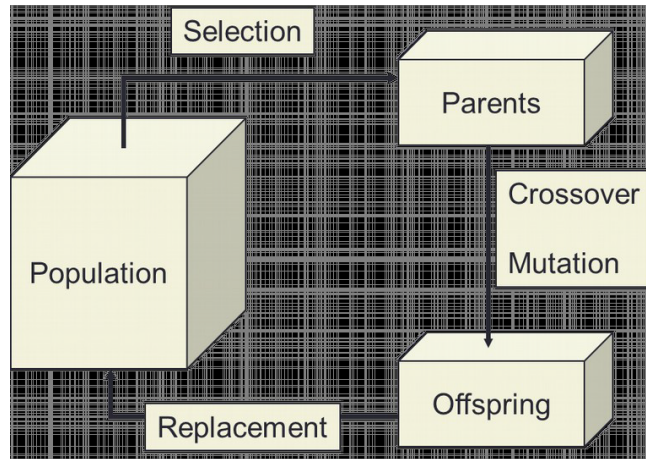 Selection
Parents
Crossover
Mutation
Population
Offspring
Replacement